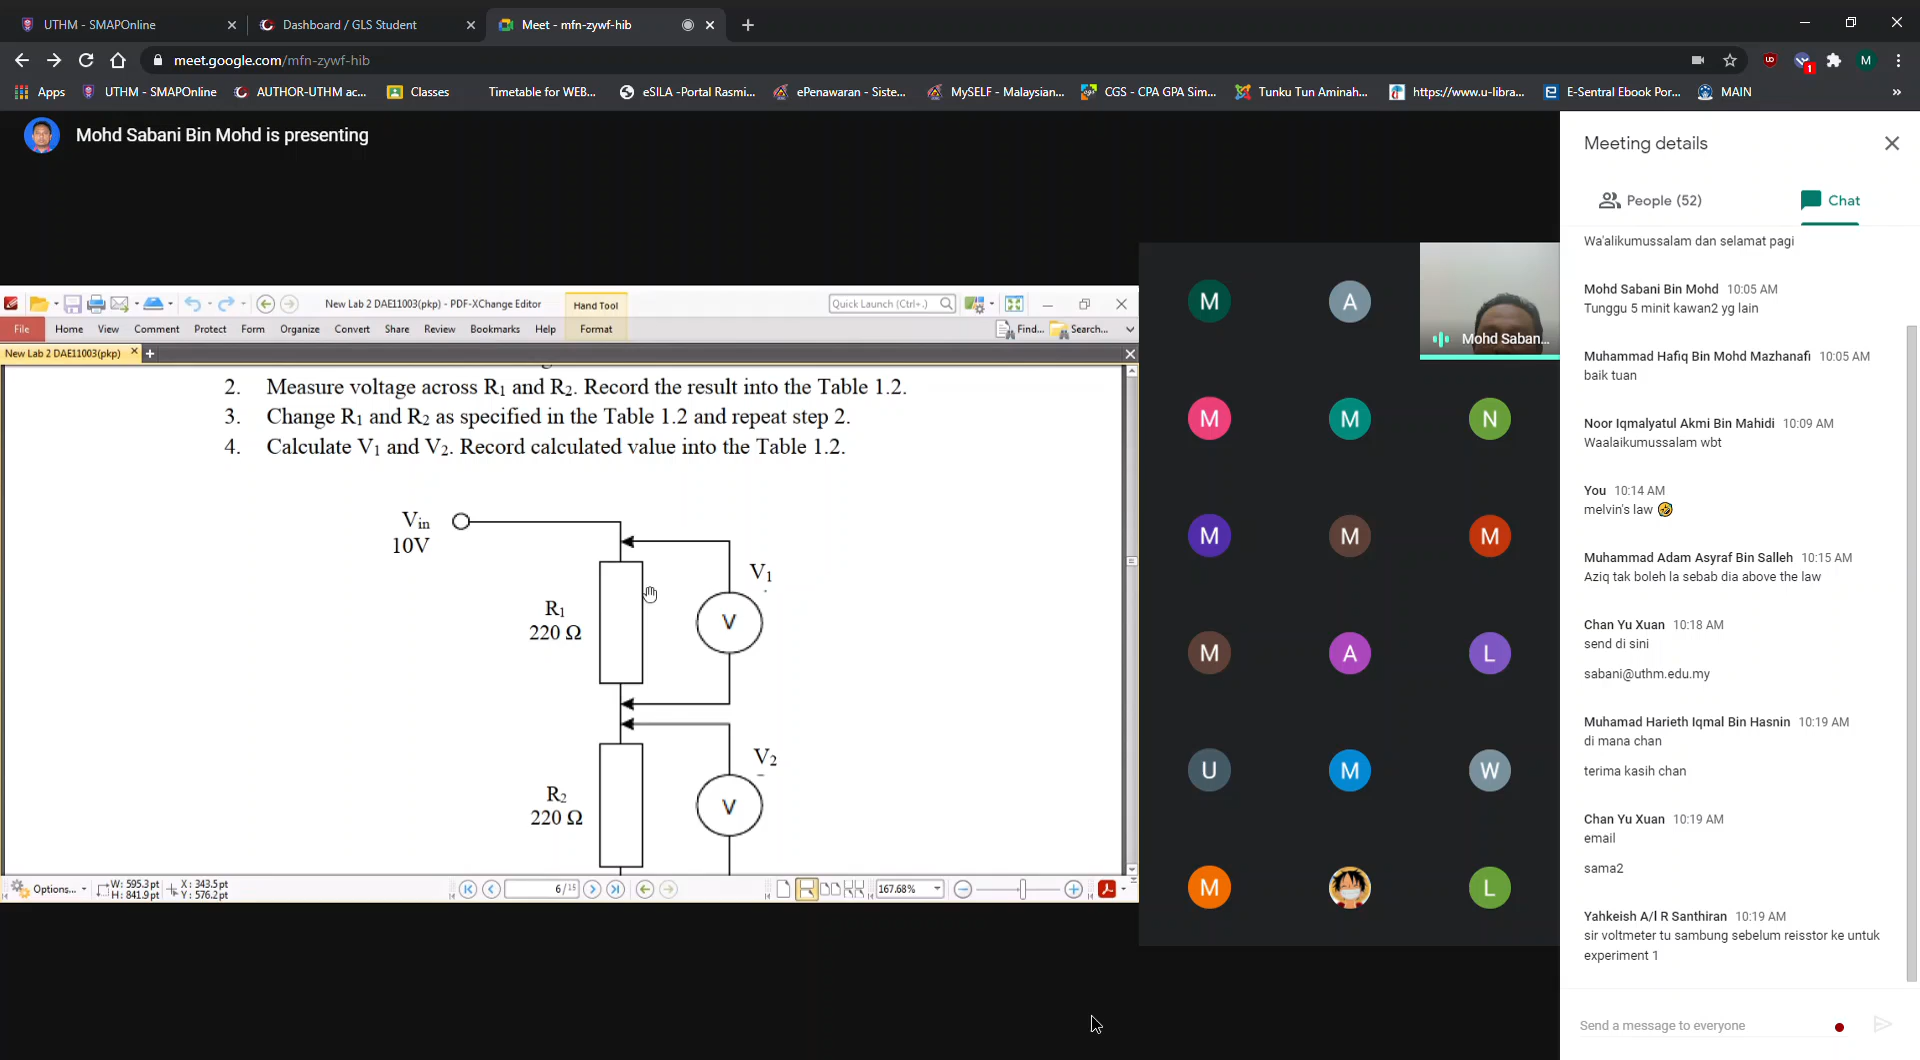 UTHM - SMAPOnline
Dashboard / GLS Student
Meet - mfn-zywf-hib
meet.google.com/mfn-zywf-hib
UD
1
M
Apps
UTHM - SMAPOnline
AUTHOR-UTHM ac...
Classes
Timetable for WEB...
eSILA -Portal Rasmi...
ePenawaran - Siste...
MySELF - Malaysian...
CGS - CPA GPA Sim...
Tunku Tun Aminah...
https://www.u-libra...
E-Sentral Ebook Por...
MAIN
»
Mohd Sabani Bin Mohd is presenting
New Lab 2 DAE11003(pkp) - PDF-XChange Editor
Hand Tool
Quick Launch (Ctrl+.)
File
Home
View
Comment
Protect
Form
Organize
Convert
Share
Review
Bookmarks
Help
Format
Find...
Search...
New Lab 2 DAE11003(pkp)
2. Measure voltage across R1 and R2. Record the result into the Table 1.2.
3. Change R1 and R2 as specified in the Table 1.2 and repeat step 2.
4. Calculate V1 and V2. Record calculated value into the Table 1.2.
Vin
10V
V1
R1
220 Ω
V
V2
R2
220 Ω
V
Options...
W: 595.3pt
H: 841.9pt
X: 343.5pt
Y: 576.2pt
6 / 15
167.68%
M
A
Mohd Saban...
M
M
N
M
M
M
M
A
L
U
M
W
M
L
Meeting details
People (52)
Chat
Wa'alikumussalam dan selamat pagi
Mohd Sabani Bin Mohd 10:05 AM
Tunggu 5 minit kawan2 yg lain
Muhammad Hafiq Bin Mohd Mazhanafi 10:05 AM
baik tuan
Noor Iqmalyatul Akmi Bin Mahidi 10:09 AM
Waalaikumussalam wbt
You 10:14 AM
melvin's law 🤣
Muhammad Adam Asyraf Bin Salleh 10:15 AM
Aziq tak boleh la sebab dia above the law
Chan Yu Xuan 10:18 AM
send di sini
sabani@uthm.edu.my
Muhamad Harieth Iqmal Bin Hasnin 10:19 AM
di mana chan
terima kasih chan
Chan Yu Xuan 10:19 AM
email
sama2
Yahkeish A/l R Santhiran 10:19 AM
sir voltmeter tu sambung sebelum reisstor ke untuk
experiment 1
Send a message to everyone